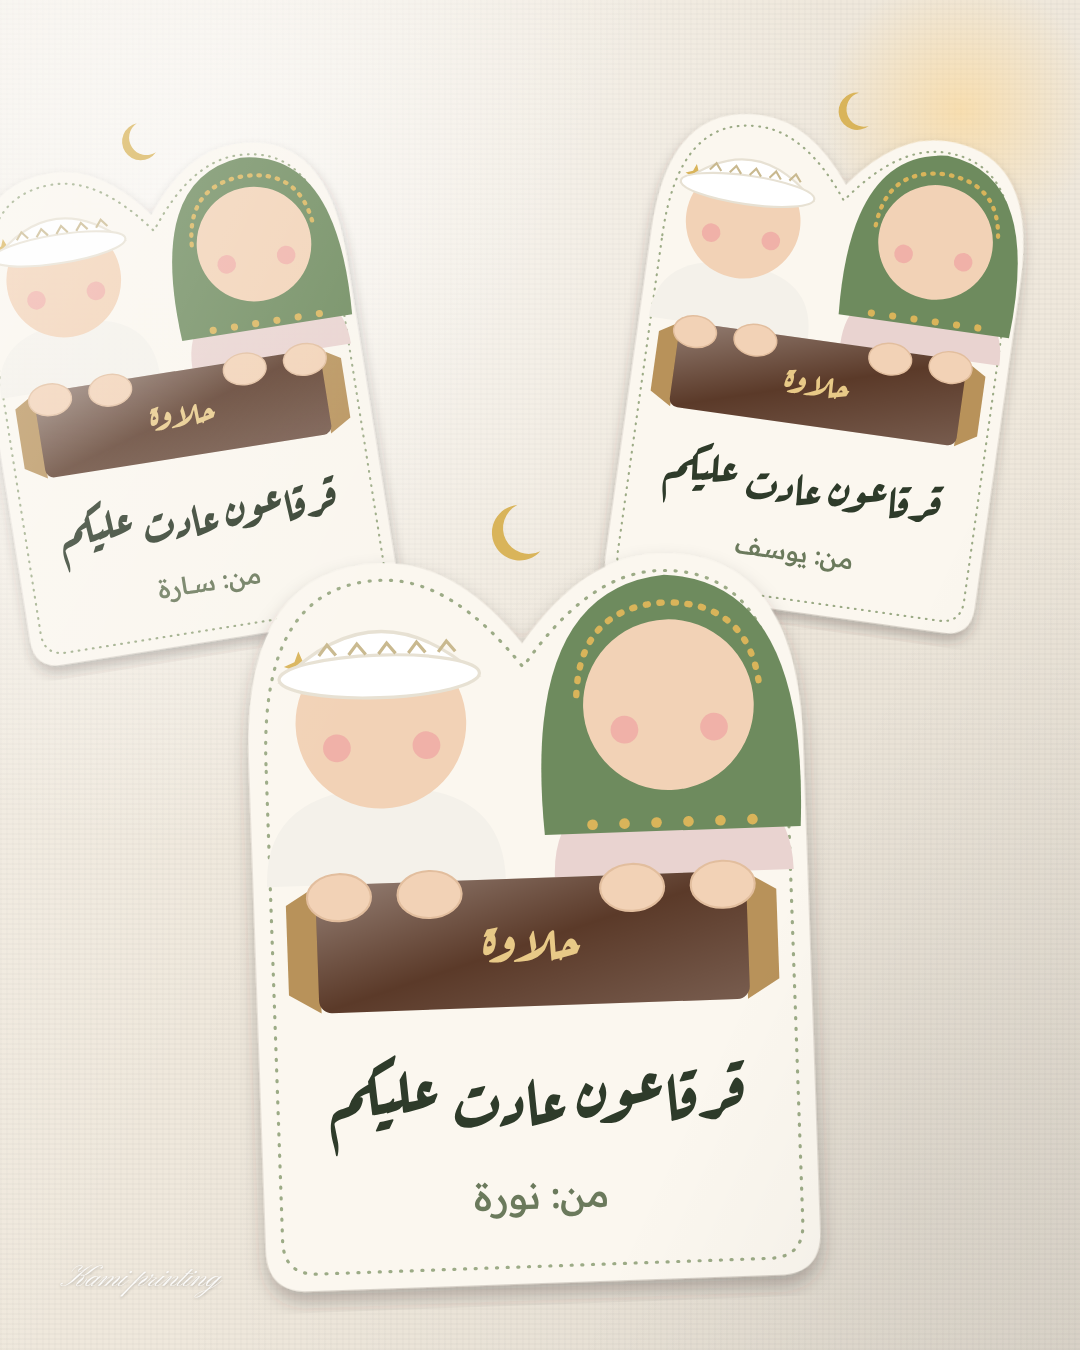 حلاوة
قرقاعون عادت عليكم
من: يوسف
حلاوة
قرقاعون عادت عليكم
من: سارة
حلاوة
قرقاعون عادت عليكم
من: نورة
Kami printing